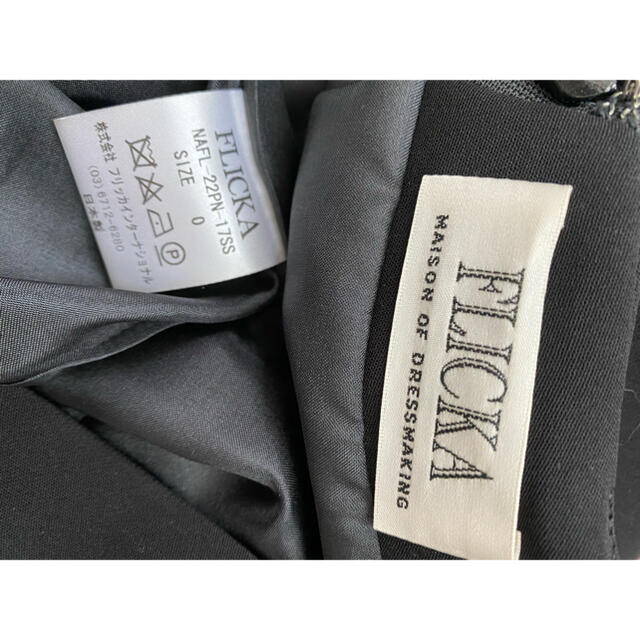 FLICKA
NAFL-22PN-17SS
SIZE 0
株式会社 フリッカインターナショナル
(03)6712-6280
日本製
FLICKA
MAISON OF DRESSMAKING